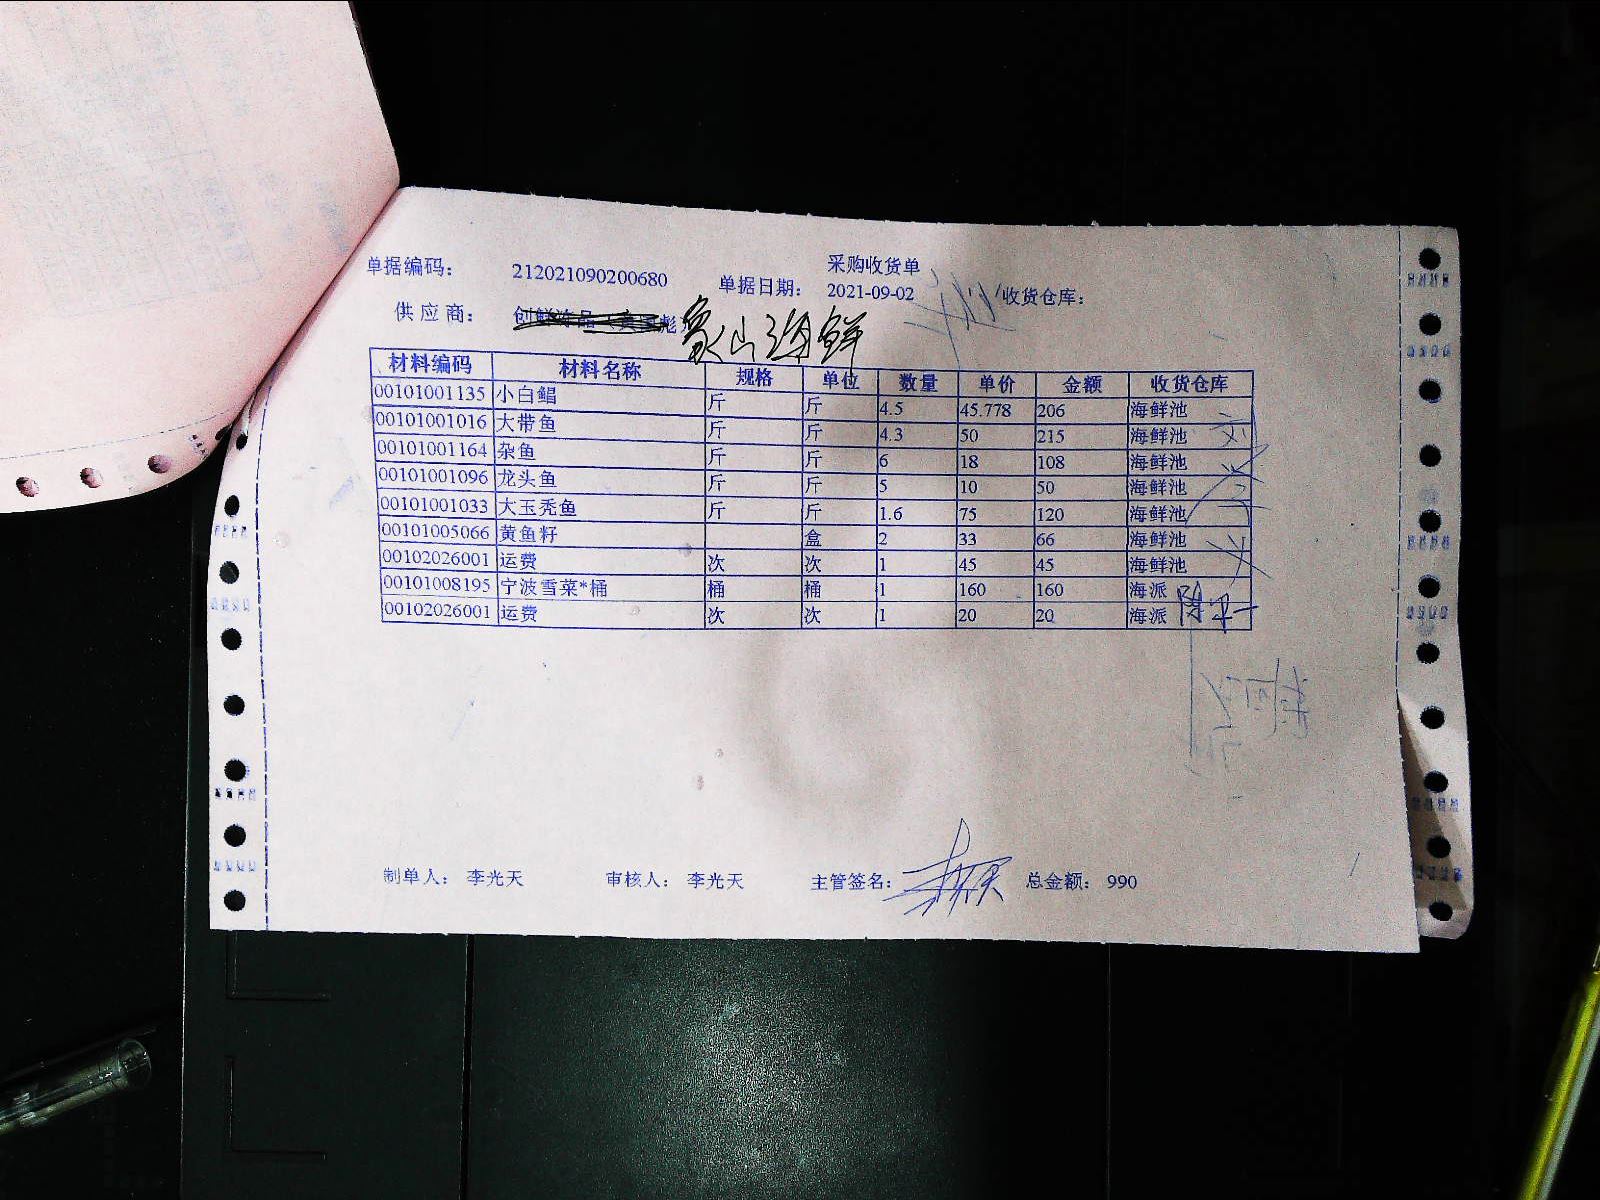 采购收货单
单据编码： 212021090200680 单据日期： 2021-09-02 收货仓库：
供应商： 象山海鲜
材料编码 材料名称 规格 单位 数量 单价 金额 收货仓库
00101001135 小白鲳 斤 斤 4.5 45.778 206 海鲜池
00101001016 大带鱼 斤 斤 4.3 50 215 海鲜池
00101001164 杂鱼 斤 斤 6 18 108 海鲜池
00101001096 龙头鱼 斤 斤 5 10 50 海鲜池
00101001033 大玉秃鱼 斤 斤 1.6 75 120 海鲜池
00101005066 黄鱼籽 盒 2 33 66 海鲜池
00102026001 运费 次 次 1 45 45 海鲜池
00101008195 宁波雪菜*桶 桶 桶 1 160 160 海派
00102026001 运费 次 次 1 20 20 海派
制单人： 李光天 审核人： 李光天 主管签名： 总金额： 990